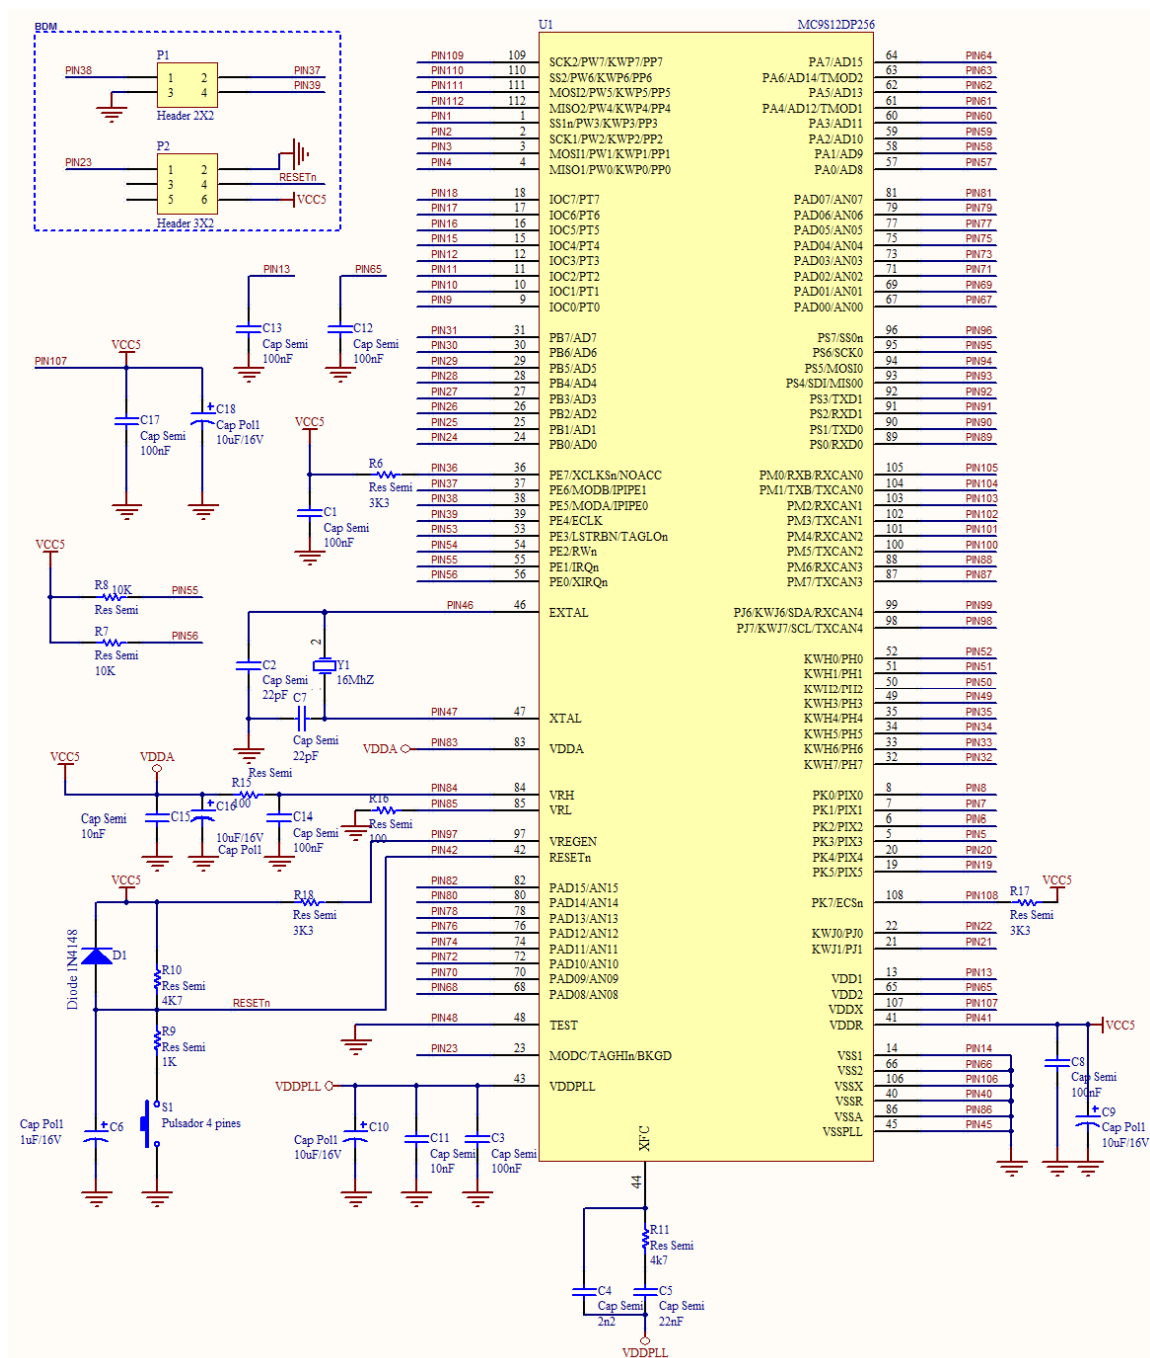 BDM
P1
PIN38 1 2 PIN37
3 4 PIN39
Header 2X2
P2
PIN23 1 2
3 4 RESETn
5 6 VCC5
Header 3X2
PIN13
C13
Cap Semi
100nF
PIN65
C12
Cap Semi
100nF
VCC5
PIN107
C17
Cap Semi
100nF
C18
Cap Pol1
10uF/16V
VCC5
R6
Res Semi
3K3
C1
Cap Semi
100nF
VCC5
R8 10K PIN55
Res Semi
R7 PIN56
Res Semi
10K
C2
Cap Semi
22pF
2
Y1
16MhZ
C7
Cap Semi
22pF
VDDA
VCC5
VDDA
Res Semi
R15
400
C15
Cap Semi
10nF
C16
10uF/16V
Cap Pol1
C14
Cap Semi
100nF
R16
Res Semi
100
VCC5
R18
Res Semi
3K3
D1
Diode 1N4148
R10
Res Semi
4K7
RESETn
R9
Res Semi
1K
S1
Pulsador 4 pines
C6
Cap Pol1
1uF/16V
VDDPLL
C10
Cap Pol1
10uF/16V
C11
Cap Semi
10nF
C3
Cap Semi
100nF
U1 MC9S12DP256
PIN109 109 SCK2/PW7/KWP7/PP7
PIN110 110 SS2/PW6/KWP6/PP6
PIN111 111 MOSI2/PW5/KWP5/PP5
PIN112 112 MISO2/PW4/KWP4/PP4
PIN1 1 SS1n/PW3/KWP3/PP3
PIN2 2 SCK1/PW2/KWP2/PP2
PIN3 3 MOSI1/PW1/KWP1/PP1
PIN4 4 MISO1/PW0/KWP0/PP0
PIN18 18 IOC7/PT7
PIN17 17 IOC6/PT6
PIN16 16 IOC5/PT5
PIN15 15 IOC4/PT4
PIN12 12 IOC3/PT3
PIN11 11 IOC2/PT2
PIN10 10 IOC1/PT1
PIN9 9 IOC0/PT0
PIN31 31 PB7/AD7
PIN30 30 PB6/AD6
PIN29 29 PB5/AD5
PIN28 28 PB4/AD4
PIN27 27 PB3/AD3
PIN26 26 PB2/AD2
PIN25 25 PB1/AD1
PIN24 24 PB0/AD0
PIN36 36 PE7/XCLKSn/NOACC
PIN37 37 PE6/MODB/IPIPE1
PIN38 38 PE5/MODA/IPIPE0
PIN39 39 PE4/ECLK
PIN53 53 PE3/LSTRBN/TAGLOn
PIN54 54 PE2/RWn
PIN55 55 PE1/IRQn
PIN56 56 PE0/XIRQn
PIN46 46 EXTAL
PIN47 47 XTAL
PIN83 83 VDDA
PIN84 84 VRH
PIN85 85 VRL
PIN97 97 VREGEN
PIN42 42 RESETn
PIN82 82 PAD15/AN15
PIN80 80 PAD14/AN14
PIN78 78 PAD13/AN13
PIN76 76 PAD12/AN12
PIN74 74 PAD11/AN11
PIN72 72 PAD10/AN10
PIN70 70 PAD09/AN09
PIN68 68 PAD08/AN08
PIN48 48 TEST
PIN23 23 MODC/TAGHIn/BKGD
43 VDDPLL
PA7/AD15 64 PIN64
PA6/AD14/TMOD2 63 PIN63
PA5/AD13 62 PIN62
PA4/AD12/TMOD1 61 PIN61
PA3/AD11 60 PIN60
PA2/AD10 59 PIN59
PA1/AD9 58 PIN58
PA0/AD8 57 PIN57
PAD07/AN07 81 PIN81
PAD06/AN06 79 PIN79
PAD05/AN05 77 PIN77
PAD04/AN04 75 PIN75
PAD03/AN03 73 PIN73
PAD02/AN02 71 PIN71
PAD01/AN01 69 PIN69
PAD00/AN00 67 PIN67
PS7/SS0n 96 PIN96
PS6/SCK0 95 PIN95
PS5/MOSI0 94 PIN94
PS4/SDI/MIS00 93 PIN93
PS3/TXD1 92 PIN92
PS2/RXD1 91 PIN91
PS1/TXD0 90 PIN90
PS0/RXD0 89 PIN89
PM0/RXB/RXCAN0 105 PIN105
PM1/TXB/TXCAN0 104 PIN104
PM2/RXCAN1 103 PIN103
PM3/TXCAN1 102 PIN102
PM4/RXCAN2 101 PIN101
PM5/TXCAN2 100 PIN100
PM6/RXCAN3 88 PIN88
PM7/TXCAN3 87 PIN87
PJ6/KWJ6/SDA/RXCAN4 99 PIN99
PJ7/KWJ7/SCL/TXCAN4 98 PIN98
KWH0/PH0 52 PIN52
KWH1/PH1 51 PIN51
KWH2/PH2 50 PIN50
KWH3/PH3 49 PIN49
KWH4/PH4 35 PIN35
KWH5/PH5 34 PIN34
KWH6/PH6 33 PIN33
KWH7/PH7 32 PIN32
PK0/PIX0 8 PIN8
PK1/PIX1 7 PIN7
PK2/PIX2 6 PIN6
PK3/PIX3 5 PIN5
PK4/PIX4 20 PIN20
PK5/PIX5 19 PIN19
PK7/ECSn 108 PIN108
R17
Res Semi
3K3
VCC5
KWJ0/PJ0 22 PIN22
KWJ1/PJ1 21 PIN21
VDD1 13 PIN13
VDD2 65 PIN65
VDDX 107 PIN107
VDDR 41 PIN41
VCC5
VSS1 14 PIN14
VSS2 66 PIN66
VSSX 106 PIN106
VSSR 40 PIN40
VSSA 86 PIN86
VSSPLL 45 PIN45
C8
Cap Semi
100nF
C9
Cap Pol1
10uF/16V
XFC
44
R11
Res Semi
4k7
C4
Cap Semi
2n2
C5
Cap Semi
22nF
VDDPLL